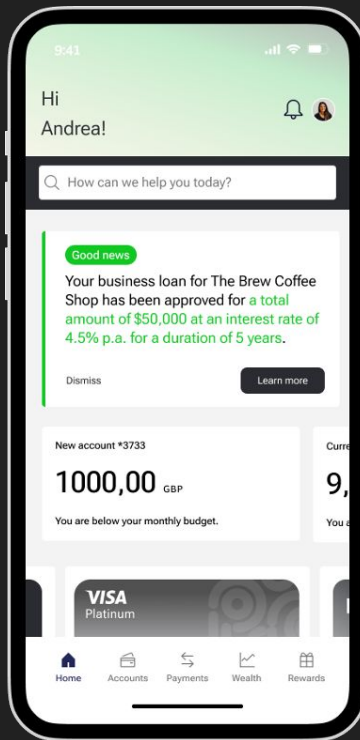 9:41
Hi
Andrea!
How can we help you today?
Good news
Your business loan for The Brew Coffee
Shop has been approved for a total
amount of $50,000 at an interest rate of
4.5% p.a. for a duration of 5 years.
Dismiss
Learn more
New account *3733
1000,00 GBP
You are below your monthly budget.
9,
VISA
Platinum
Home
Accounts
Payments
Wealth
Rewards